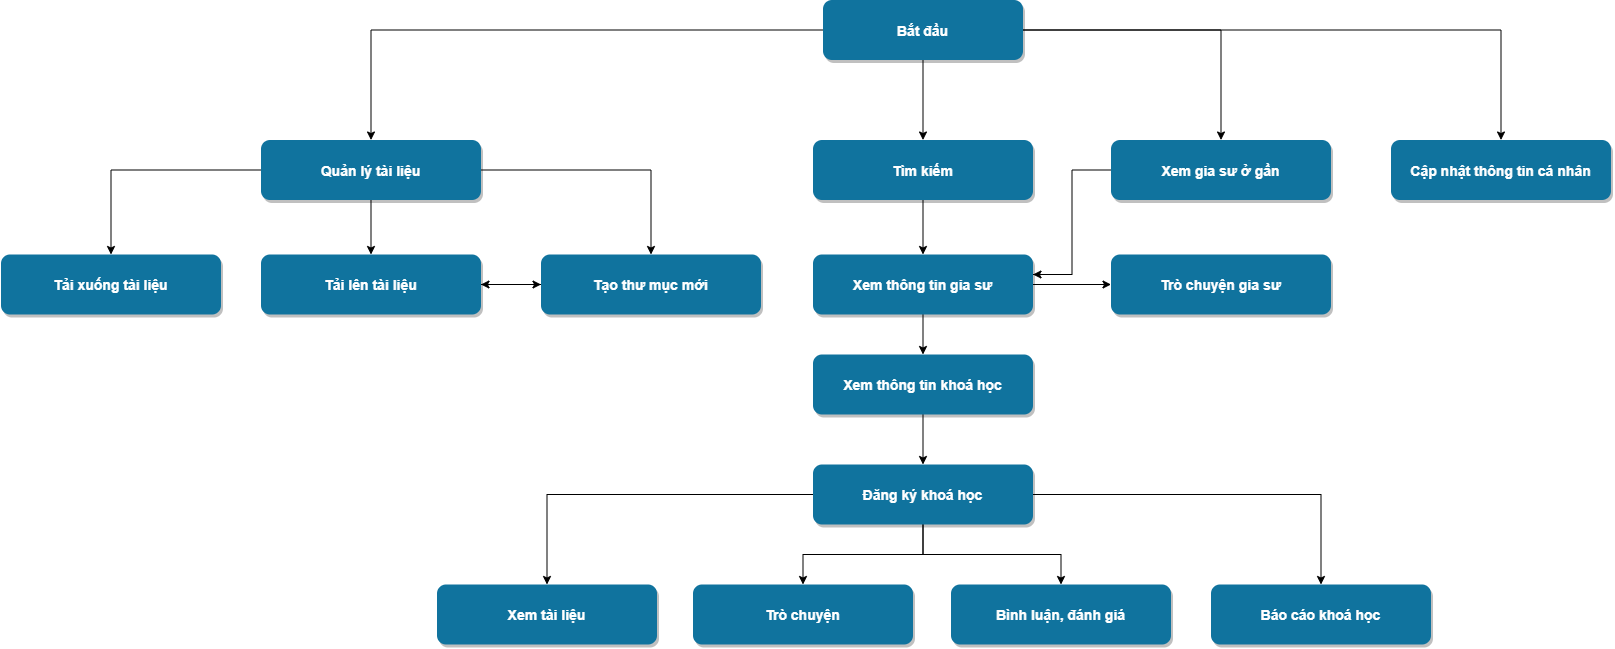 Bắt đầu
Quản lý tài liệu
Tìm kiếm
Xem gia sư ở gần
Cập nhật thông tin cá nhân
Tải xuống tài liệu
Tải lên tài liệu
Tạo thư mục mới
Xem thông tin gia sư
Trò chuyện gia sư
Xem thông tin khoá học
Đăng ký khoá học
Xem tài liệu
Trò chuyện
Bình luận, đánh giá
Báo cáo khoá học